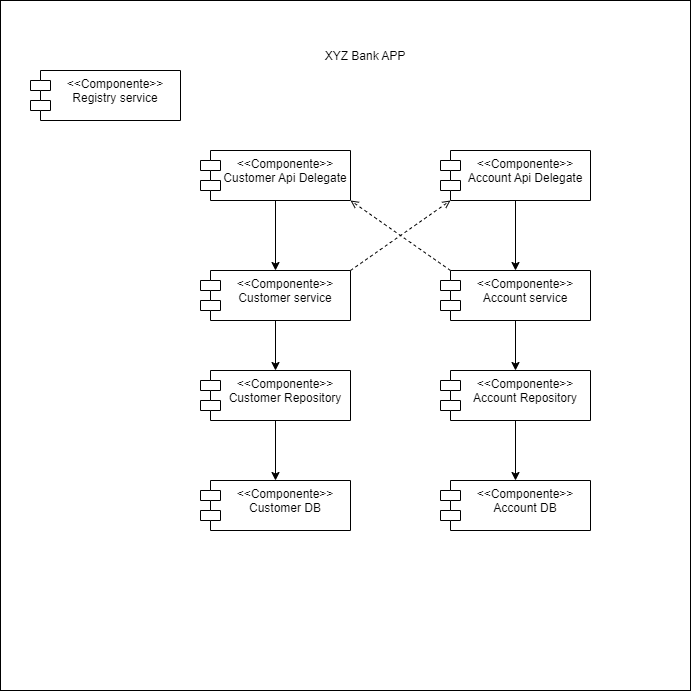 XYZ Bank APP
<<Componente>>
Registry service
<<Componente>>
Customer Api Delegate
<<Componente>>
Account Api Delegate
<<Componente>>
Customer service
<<Componente>>
Account service
<<Componente>>
Customer Repository
<<Componente>>
Account Repository
<<Componente>>
Customer DB
<<Componente>>
Account DB